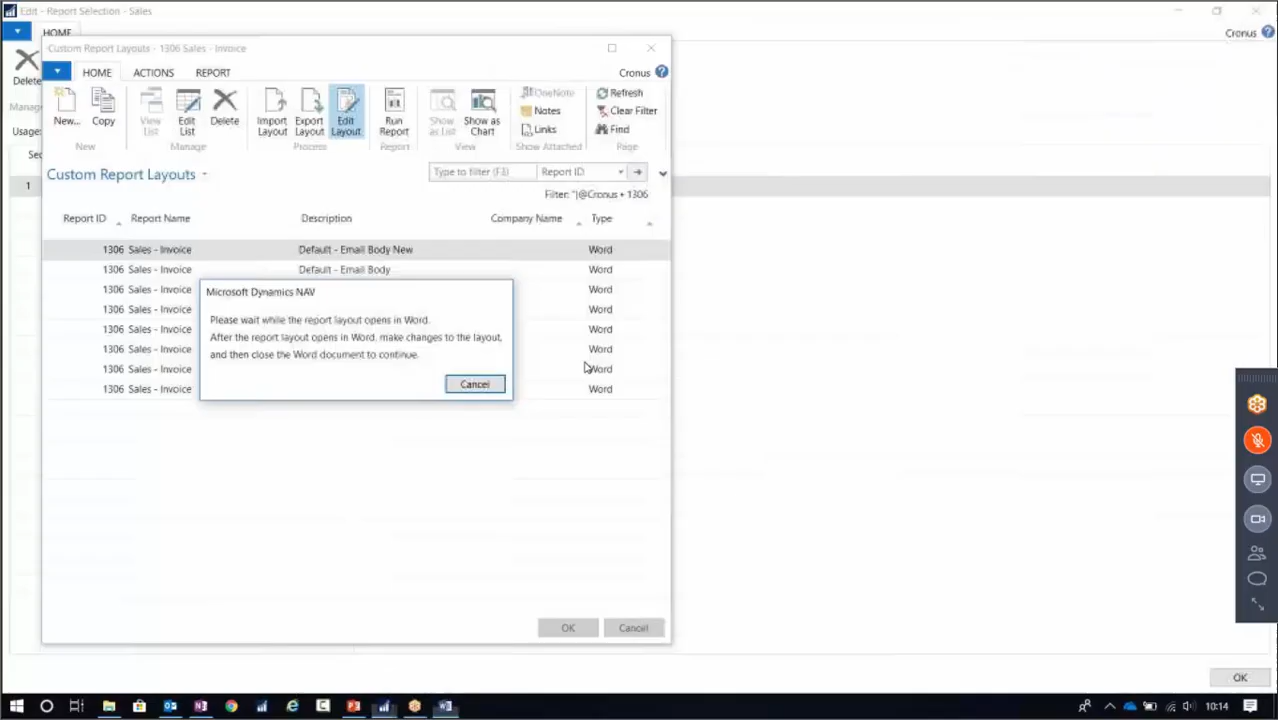 Edit - Report Selection - Sales
HOME
Cronus
Delete
Manag
Usage:
Sec
1
Custom Report Layouts - 1306 Sales - Invoice
HOME ACTIONS REPORT
Cronus
New... Copy
View List
Edit List
Delete
Import Layout
Export Layout
Edit Layout
Run Report
Show as List
Show as Chart
OneNote
Notes
Links
Refresh
Clear Filter
Find
New Manage Process Report View Show Attached Page
Custom Report Layouts
Type to filter (F3) Report ID
Filter: ''|@Cronus • 1306
Report ID Report Name Description Company Name Type
1306 Sales - Invoice Default - Email Body New Word
1306 Sales - Invoice Default - Email Body Word
1306 Sales - Invoice Word
1306 Sales - Invoice Word
1306 Sales - Invoice Word
1306 Sales - Invoice Word
1306 Sales - Invoice Word
1306 Sales - Invoice Word
Microsoft Dynamics NAV
Please wait while the report layout opens in Word.
After the report layout opens in Word, make changes to the layout,
and then close the Word document to continue.
Cancel
OK Cancel
OK
10:14